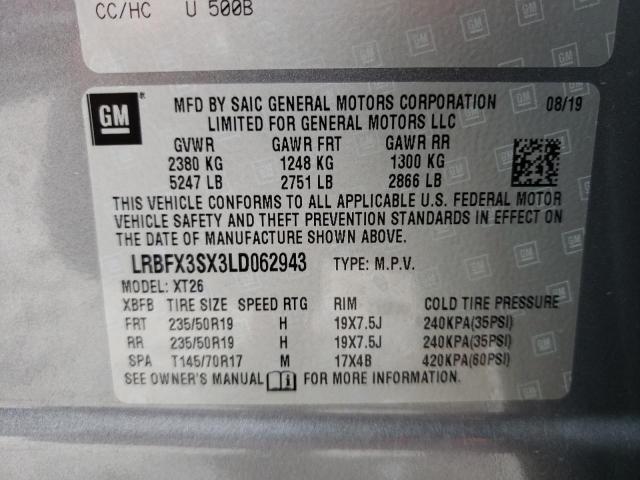 CC/HC U 500B
GM
MFD BY SAIC GENERAL MOTORS CORPORATION 08/19
LIMITED FOR GENERAL MOTORS LLC
GVWR GAWR FRT GAWR RR
2380 KG 1248 KG 1300 KG
5247 LB 2751 LB 2866 LB
THIS VEHICLE CONFORMS TO ALL APPLICABLE U.S. FEDERAL MOTOR
VEHICLE SAFETY AND THEFT PREVENTION STANDARDS IN EFFECT ON
THE DATE OF MANUFACTURE SHOWN ABOVE.
LRBFX3SX3LD062943 TYPE: M.P.V.
MODEL: XT26
XBFB TIRE SIZE SPEED RTG RIM COLD TIRE PRESSURE
FRT 235/50R19 H 19X7.5J 240KPA(35PSI)
RR 235/50R19 H 19X7.5J 240KPA(35PSI)
SPA T145/70R17 M 17X4B 420KPA(60PSI)
SEE OWNER'S MANUAL FOR MORE INFORMATION.